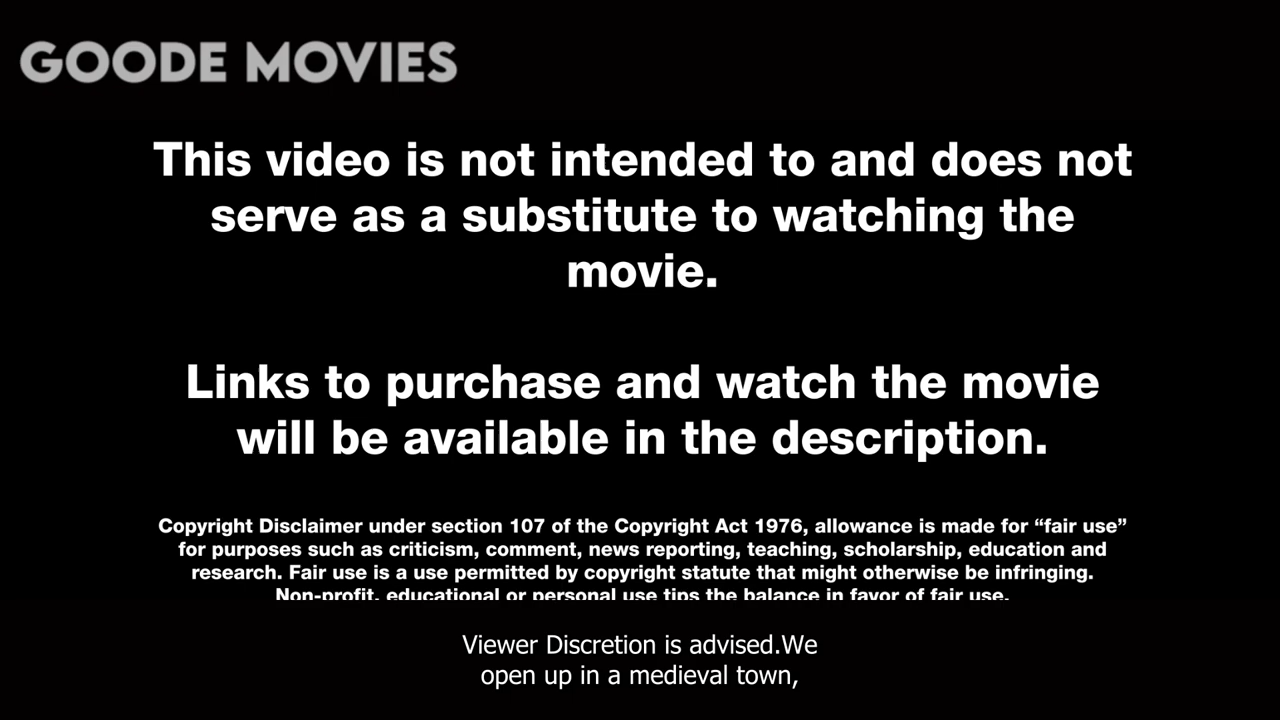 GOODE MOVIES
This video is not intended to and does not
serve as a substitute to watching the
movie.
Links to purchase and watch the movie
will be available in the description.
Copyright Disclaimer under section 107 of the Copyright Act 1976, allowance is made for “fair use”
for purposes such as criticism, comment, news reporting, teaching, scholarship, education and
research. Fair use is a use permitted by copyright statute that might otherwise be infringing.
Non-profit, educational or personal use tips the balance in favor of fair use.
Viewer Discretion is advised.We
open up in a medieval town,